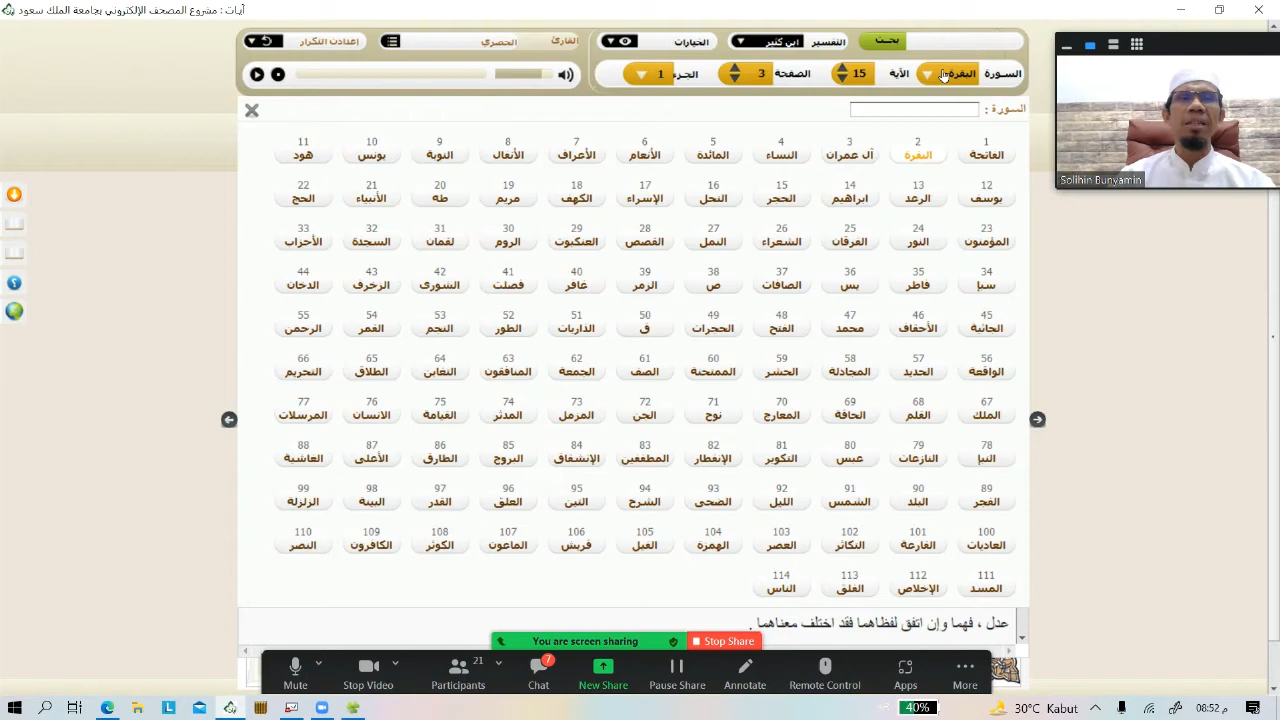 آيات : مشروع المصحف الإلكتروني بجامعة الملك سعود
بحث
التفسير
ابن كثير
الخيارات
القارئ
الحصري
إعدادت التكرار
السورة
البقرة
الآية
15
الصفحة
3
الجزء
1
السورة :
1 2 3 4 5 6 7 8 9 10 11
الفاتحة البقرة آل عمران النساء المائدة الأنعام الأعراف الأنفال التوبة يونس هود
12 13 14 15 16 17 18 19 20 21 22
يوسف الرعد ابراهيم الحجر النحل الإسراء الكهف مريم طه الأنبياء الحج
23 24 25 26 27 28 29 30 31 32 33
المؤمنون النور الفرقان الشعراء النمل القصص العنكبوت الروم لقمان السجدة الأحزاب
34 35 36 37 38 39 40 41 42 43 44
سبإ فاطر يس الصافات ص الزمر غافر فصلت الشورى الزخرف الدخان
45 46 47 48 49 50 51 52 53 54 55
الجاثية الأحقاف محمد الفتح الحجرات ق الذاريات الطور النجم القمر الرحمن
56 57 58 59 60 61 62 63 64 65 66
الواقعة الحديد المجادلة الحشر الممتحنة الصف الجمعة المنافقون التغابن الطلاق التحريم
67 68 69 70 71 72 73 74 75 76 77
الملك القلم الحاقة المعارج نوح الجن المزمل المدثر القيامة الانسان المرسلات
78 79 80 81 82 83 84 85 86 87 88
النبإ النازعات عبس التكوير الإنفطار المطففين الإنشقاق البروج الطارق الأعلى الغاشية
89 90 91 92 93 94 95 96 97 98 99
الفجر البلد الشمس الليل الضحى الشرح التين العلق القدر البينة الزلزلة
100 101 102 103 104 105 106 107 108 109 110
العاديات القارعة التكاثر العصر الهمزة الفيل قريش الماعون الكوثر الكافرون النصر
111 112 113 114
المسد الإخلاص الفلق الناس
عدل ، فهما وإن اتفق لفظاهما فقد اختلف معناهما .
Solihin Bunyamin
You are screen sharing
Stop Share
21
7
Mute
Stop Video
Participants
Chat
New Share
Pause Share
Annotate
Remote Control
Apps
More
40%
30°C
Kabut
08:52 م